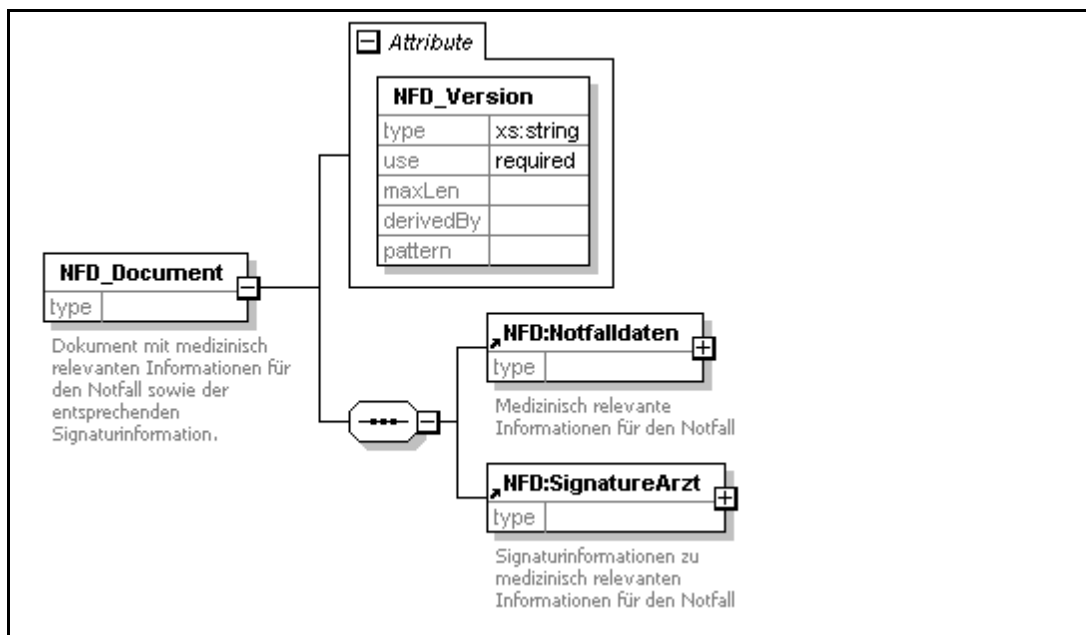 Attribute
NFD_Version
type xs:string
use required
maxLen
derivedBy
pattern
NFD_Document
type
Dokument mit medizinisch
relevanten Informationen für
den Notfall sowie der
entsprechenden
Signaturinformation.
NFD:Notfalldaten
type
Medizinisch relevante
Informationen für den Notfall
NFD:SignatureArzt
type
Signaturinformationen zu
medizinisch relevanten
Informationen für den Notfall